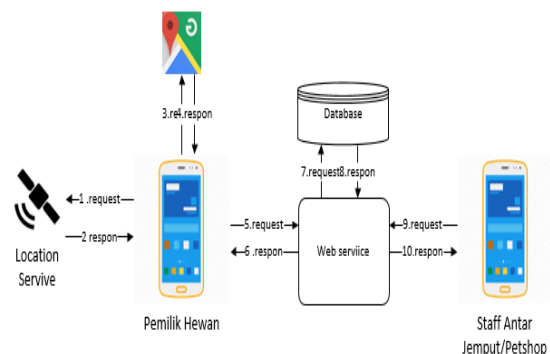 3.re4.respon
Database
7.request8.respon
1 .request
2 respon
5.request
6 .respon
Web serviice
9.request
10.respon
Location
Servive
Pemilik Hewan
Staff Antar
Jemput/Petshop